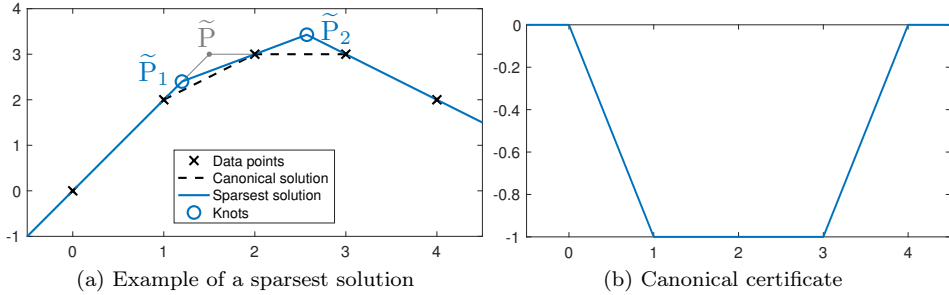 4
3
2
1
0
-1
0 1 2 3 4
P̃
P̃₁
P̃₂
Data points
Canonical solution
Sparsest solution
Knots
(a) Example of a sparsest solution
0
-0.2
-0.4
-0.6
-0.8
-1
0 1 2 3 4
(b) Canonical certificate